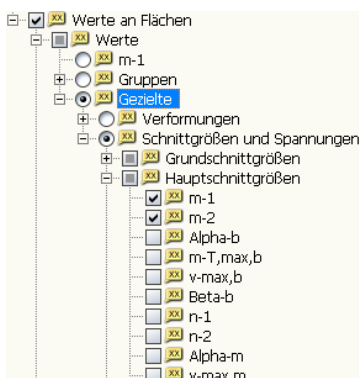 Werte an Flächen
Werte
m-1
Gruppen
Gezielte
Verformungen
Schnittgrößen und Spannungen
Grundschnittgrößen
Hauptschnittgrößen
m-1
m-2
Alpha-b
m-T,max,b
v-max,b
Beta-b
n-1
n-2
Alpha-m
v-max,m